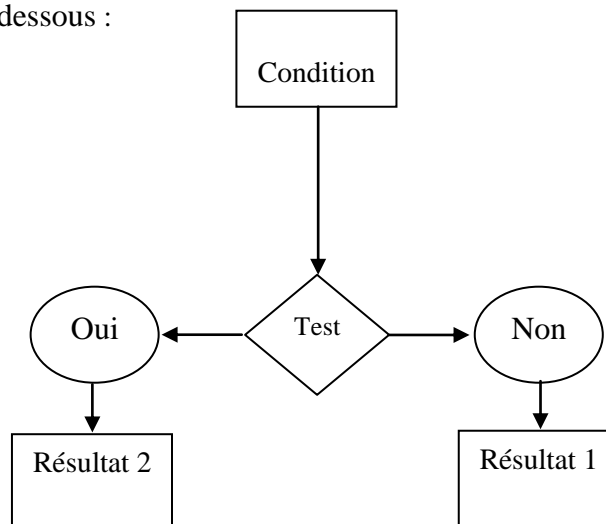 dessous :
Condition
Oui
Test
Non
Résultat 2
Résultat 1